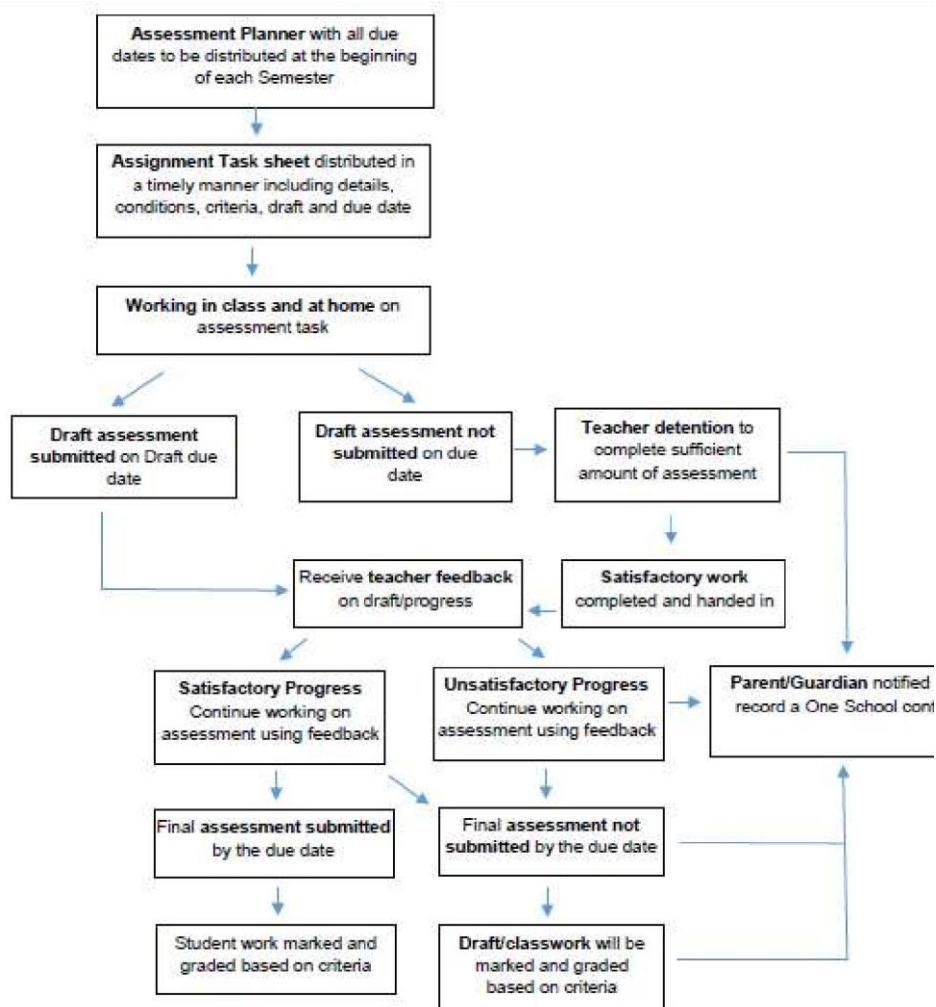 Assessment Planner with all due
dates to be distributed at the beginning
of each Semester
Assignment Task sheet distributed in
a timely manner including details,
conditions, criteria, draft and due date
Working in class and at home on
assessment task
Draft assessment
submitted on Draft due
date
Draft assessment not
submitted on due
date
Teacher detention to
complete sufficient
amount of assessment
Receive teacher feedback
on draft/progress
Satisfactory work
completed and handed in
Satisfactory Progress
Continue working on
assessment using feedback
Unsatisfactory Progress
Continue working on
assessment using feedback
Parent/Guardian notified
record a One School cont
Final assessment submitted
by the due date
Final assessment not
submitted by the due date
Student work marked and
graded based on criteria
Draft/classwork will be
marked and graded
based on criteria